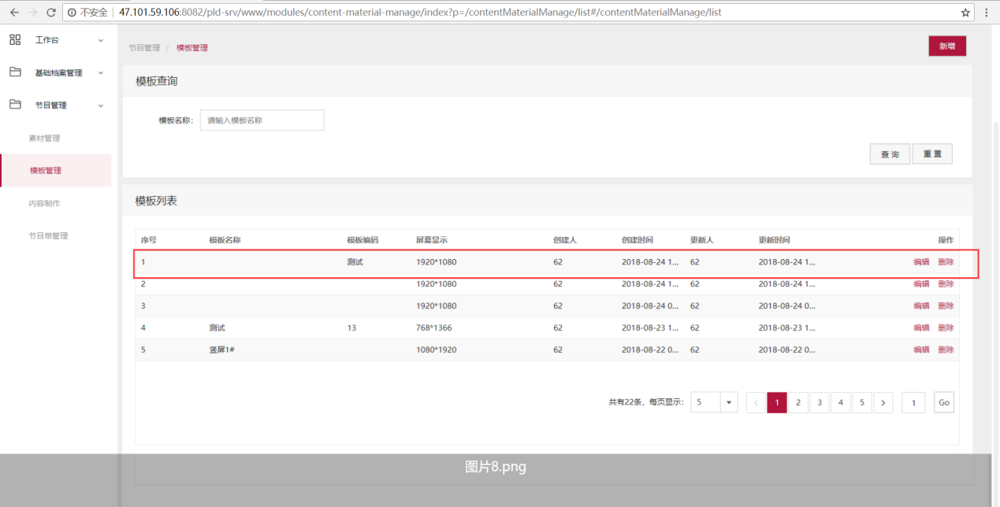 不安全 47.101.59.106:8082/pld-srv/www/modules/content-material-manage/index?p=/contentMaterialManage/list#/contentMaterialManage/list
工作台
基础档案管理
节目管理
素材管理
模板管理
内容制作
节目单管理
节目管理 / 模板管理
新增
模板查询
模板名称： 请输入模板名称
查 询 重 置
模板列表
序号 模板名称 模板编码 屏幕显示 创建人 创建时间 更新人 更新时间 操作
1 测试 1920*1080 62 2018-08-24 1... 62 2018-08-24 1... 编辑 删除
2 1920*1080 62 2018-08-24 1... 62 2018-08-24 1... 编辑 删除
3 1920*1080 62 2018-08-24 0... 62 2018-08-24 0... 编辑 删除
4 测试 13 768*1366 62 2018-08-23 1... 62 2018-08-23 1... 编辑 删除
5 竖屏1# 1080*1920 62 2018-08-22 0... 62 2018-08-22 0... 编辑 删除
共有22条，每页显示： 5 < 1 2 3 4 5 > 1 Go
图片8.png